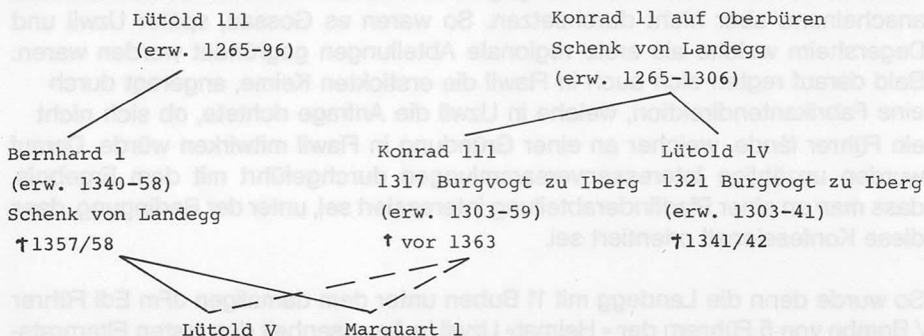 Lütold lll
(erw. 1265-96)
Konrad ll auf Oberbüren
Schenk von Landegg
(erw. 1265-1306)
Bernhard l
(erw. 1340-58)
Schenk von Landegg
✝1357/58
Konrad lll
1317 Burgvogt zu Iberg
(erw. 1303-59)
✝ vor 1363
Lütold lV
1321 Burgvogt zu Iberg
(erw. 1303-41)
✝1341/42
Lütold V
Marquart l